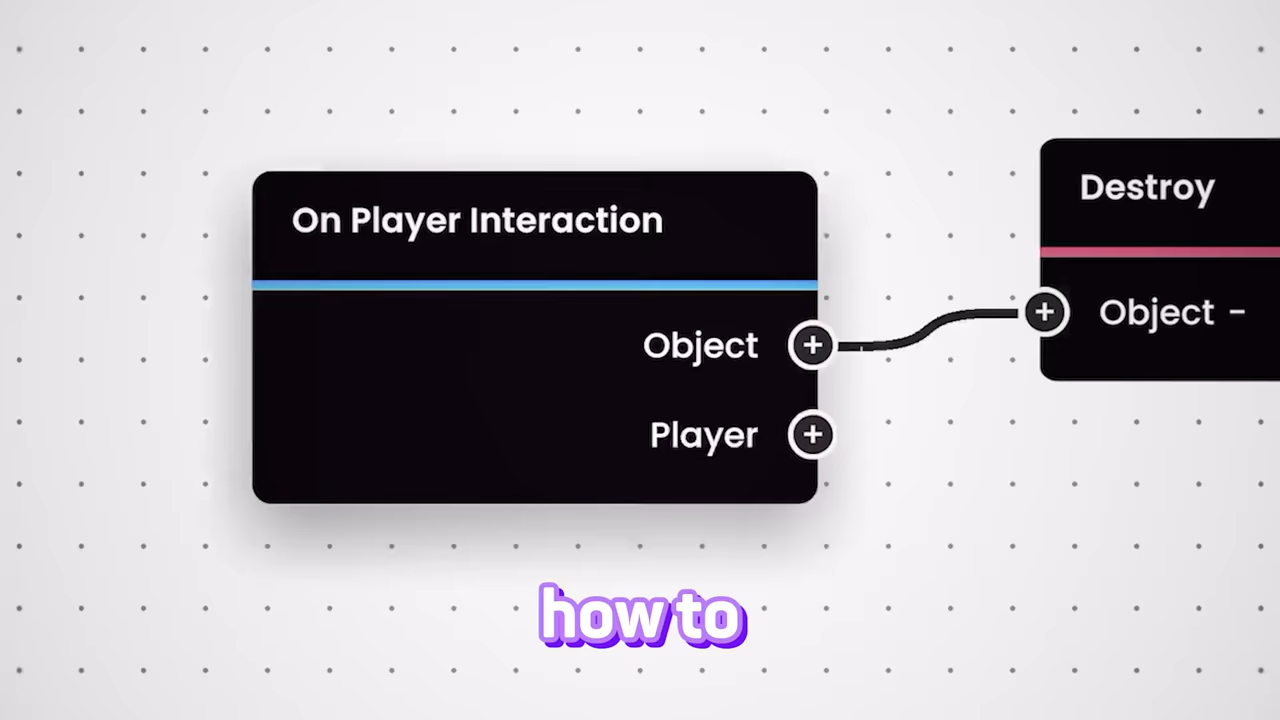 On Player Interaction
Object
Player
Destroy
Object -
how to